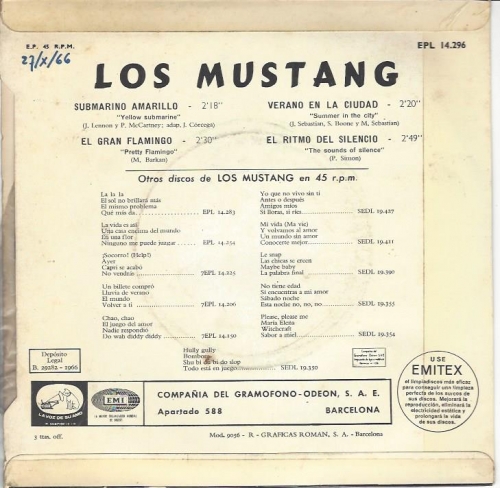 E.P. 45 R.P.M.
EPL 14.296
27/X/66
LOS MUSTANG
SUBMARINO AMARILLO - 2'18"
"Yellow submarine"
(J. Lennon y P. McCartney; adap, J. Córcega)
VERANO EN LA CIUDAD - 2'20"
"Summer in the city"
(J. Sebastian, S. Boone y M. Sebastian)
EL GRAN FLAMINGO - 2'30"
"Pretty Flamingo"
(M. Barkan)
EL RITMO DEL SILENCIO - 2'49"
"The sounds of silence"
(P. Simon)
Otros discos de LOS MUSTANG en 45 r.p.m.
La la la
El sol no brillará más
El mismo problema
Qué más da. EPL 14.283
La vida es así
Una casa encima del mundo
En una flor
Ninguno me puede jugar EPL 14.254
¡Socorro! (Help!)
Ayer
Capri se acabó
No vendrás 7EPL 14.225
Un billete compró
Lluvia de verano
El mundo
Volver a ti 7EPL 14.206
Chao, chao
El juego del amor
Nadie respondió
Do wah diddy diddy 7EPL 14.150
Yo que no vivo sin ti
Antes o después
Amigos míos
Si lloras, si ríes SEDL 19.427
Mi vida (Ma vie)
Y volvamos al amor
Un mundo sin amor
Conocerte mejor SEDL 19.411
Le snap
Las chicas se creen
Maybe baby
La palabra final SEDL 19.390
No tiene edad
Si encuentras a mi amor
Sábado noche
Esta noche no, no, no SEDL 19.355
Please, please me
María Elena
Witchcraft
Sabor a miel SEDL 19.354
Hully gully
Bonboro
Shu bi du bi do slop
Todo está en juego SEDL 19.350
Depósito
Legal
B. 29282 - 1966
LA VOZ DE SU AMO
EMI
COMPAÑIA DEL GRAMOFONO-ODEON, S. A. E.
Apartado 588 BARCELONA
USE
EMITEX
el limpiadiscos más eficaz
para conseguir una limpieza
perfecta de los surcos de
sus discos. Mejorará la
reproducción, eliminará la
electricidad estática y
prolongará la vida
de sus discos.
5 tim. off.
Mod. 9056 - R - GRAFICAS ROMAN, S. A. - Barcelona